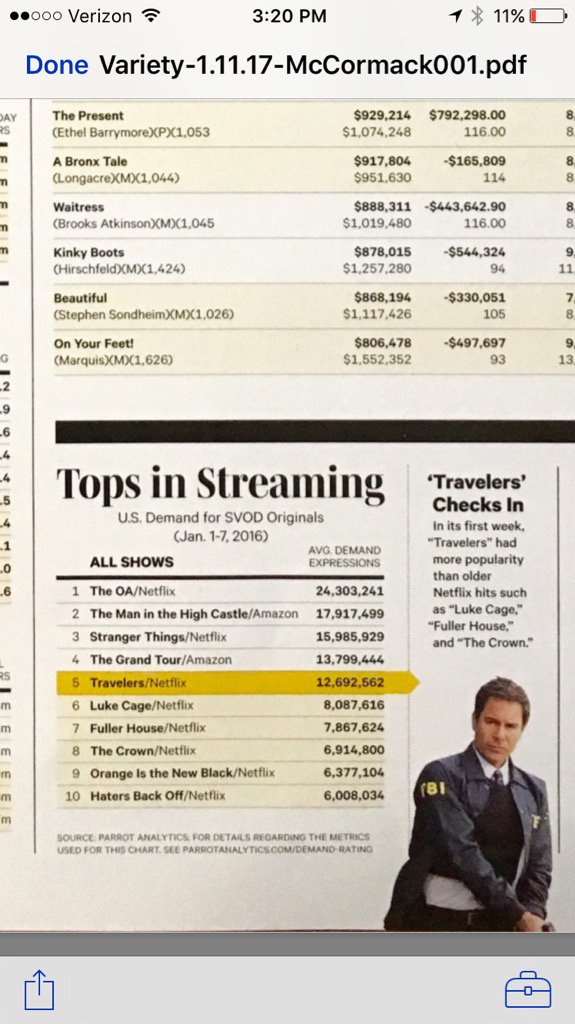 Verizon 3:20 PM 11%
Done Variety-1.11.17-McCormack001.pdf
The Present $929,214 $792,298.00 8,
(Ethel Barrymore)(P)(1,053 $1,074,248 116.00 8
A Bronx Tale $917,804 -$165,809 8
(Longacre)(M)(1,044) $951,630 114 8
Waitress $888,311 -$443,642.90 8
(Brooks Atkinson)(M)(1,045 $1,019,480 116.00 8
Kinky Boots $878,015 -$544,324 9,
(Hirschfeld)(M)(1,424) $1,257,280 94 11
Beautiful $868,194 -$330,051 7,
(Stephen Sondheim)(M)(1,026) $1,117,426 105 8
On Your Feet! $806,478 -$497,697 9,
(Marquis)(M)(1,626) $1,552,352 93 13
Tops in Streaming
U.S. Demand for SVOD Originals
(Jan. 1-7, 2016)
ALL SHOWS AVG. DEMAND
EXPRESSIONS
1 The OA/Netflix 24,303,241
2 The Man in the High Castle/Amazon 17,917,499
3 Stranger Things/Netflix 15,985,929
4 The Grand Tour/Amazon 13,799,444
5 Travelers/Netflix 12,692,562
6 Luke Cage/Netflix 8,087,616
7 Fuller House/Netflix 7,867,624
8 The Crown/Netflix 6,914,800
9 Orange Is the New Black/Netflix 6,377,104
10 Haters Back Off/Netflix 6,008,034
SOURCE: PARROT ANALYTICS; FOR DETAILS REGARDING THE METRICS
USED FOR THIS CHART, SEE PARROTANALYTICS.COM/DEMAND-RATING
'Travelers'
Checks In
In its first week,
"Travelers" had
more popularity
than older
Netflix hits such
as "Luke Cage,"
"Fuller House,"
and "The Crown."
FBI
F